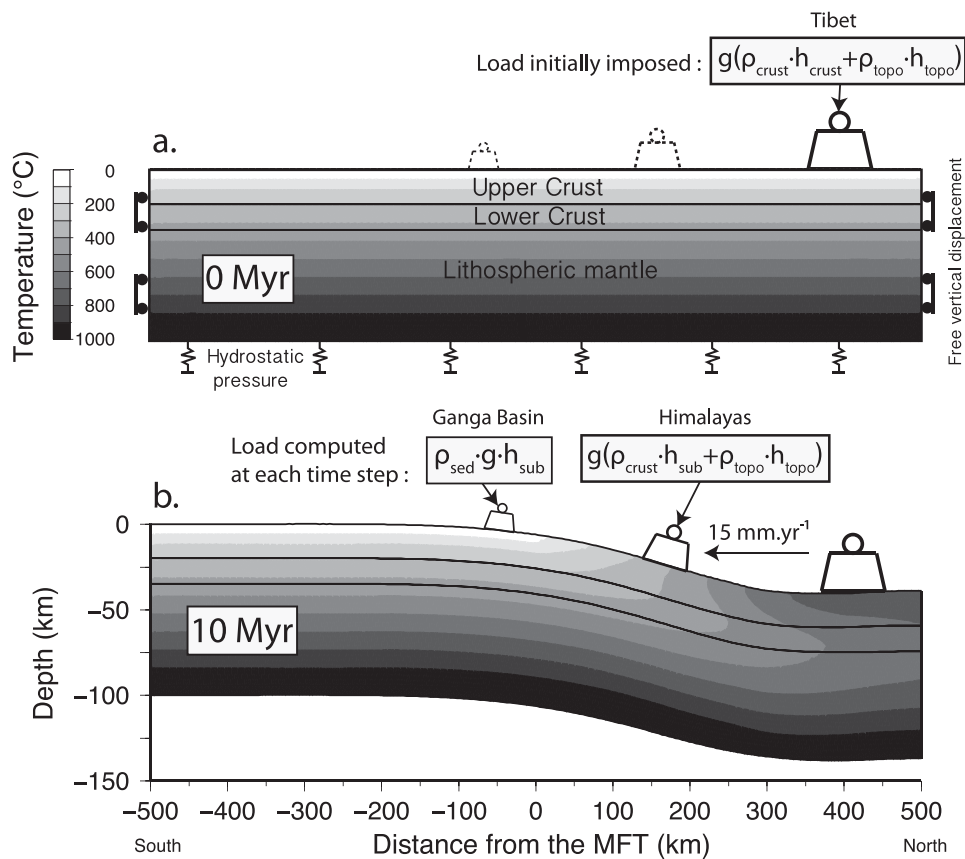 Tibet
Load initially imposed :
g(ρcrust·hcrust+ρtopo·htopo)
a.
Temperature (°C)
0
200
400
600
800
1000
Upper Crust
Lower Crust
Lithospheric mantle
0 Myr
Free vertical displacement
Hydrostatic
pressure
Ganga Basin
Himalayas
Load computed
at each time step :
ρsed·g·hsub
g(ρcrust·hsub+ρtopo·htopo)
b.
15 mm.yr⁻¹
10 Myr
Depth (km)
0
−50
−100
−150
−500 −400 −300 −200 −100 0 100 200 300 400 500
South
Distance from the MFT (km)
North